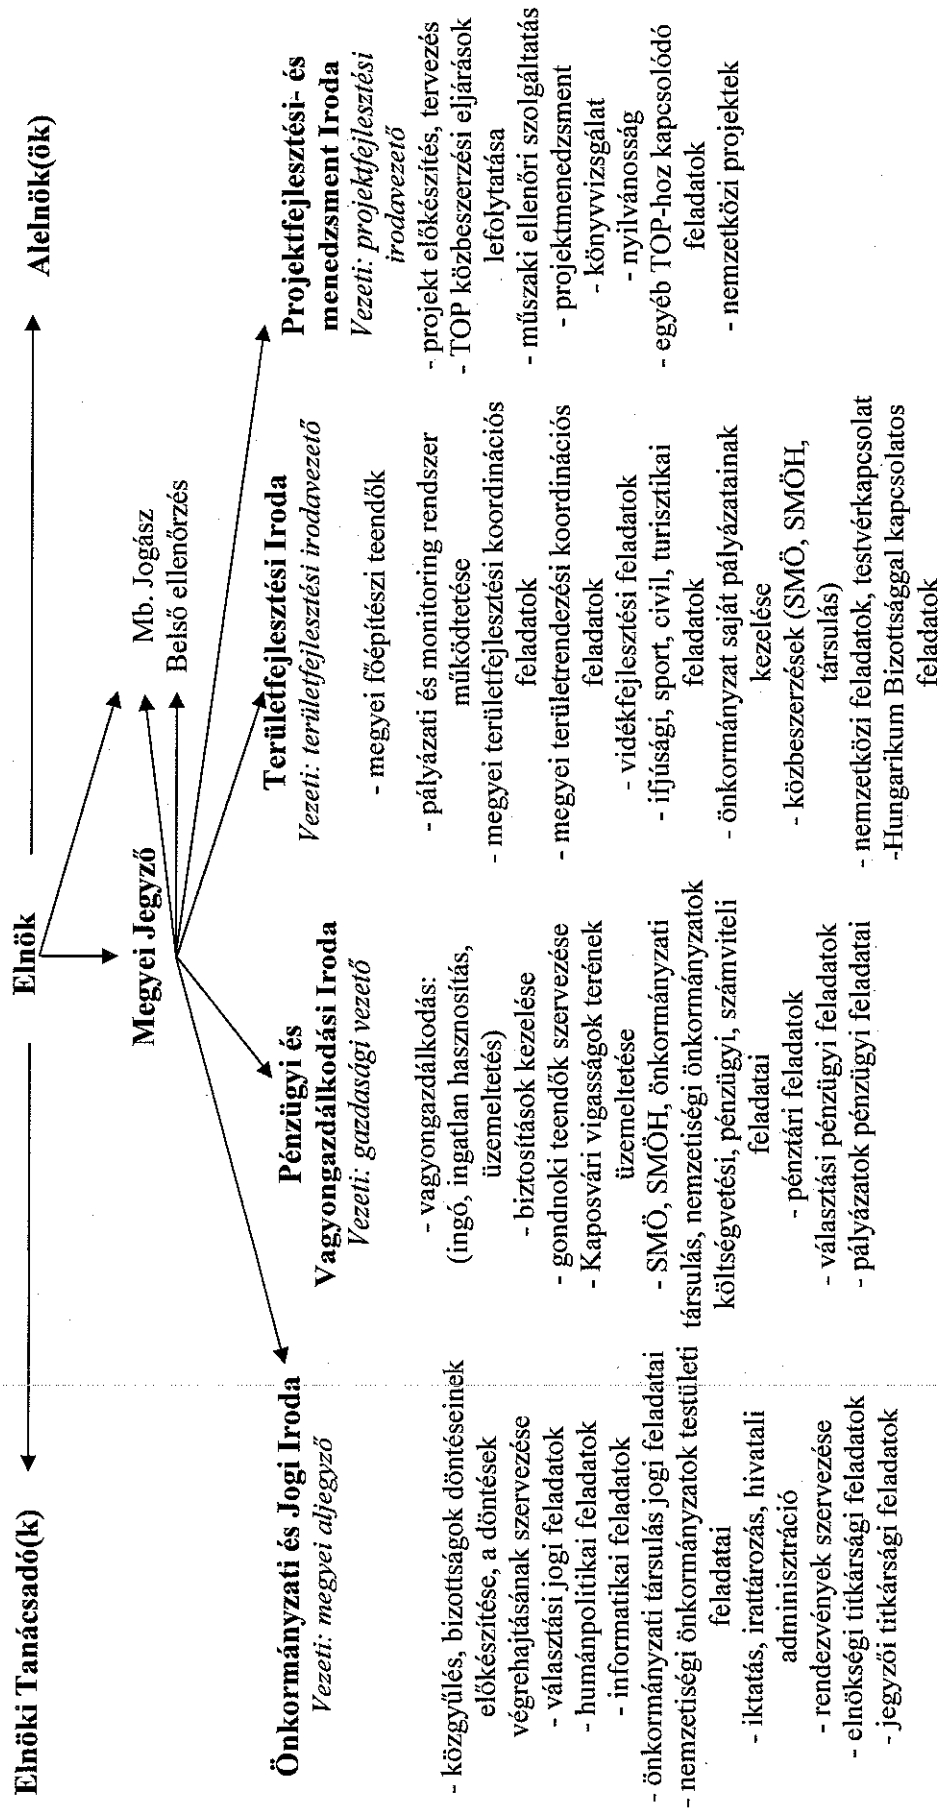 Elnöki Tanácsadó(k)
Elnök
Alelnök(ök)
Megyei Jegyző
Mb. Jogász
Belső ellenőrzés
Önkormányzati és Jogi Iroda
Vezeti: megyei aljegyző
- közgyűlés, bizottságok döntéseinek
előkészítése, a döntések
végrehajtásának szervezése
- választási jogi feladatok
- humánpolitikai feladatok
- informatikai feladatok
- önkormányzati társulás jogi feladatai
- nemzetiségi önkormányzatok testületi
feladatai
- iktatás, irattározás, hivatali
adminisztráció
- rendezvények szervezése
- elnökségi titkársági feladatok
- jegyzői titkársági feladatok
Pénzügyi és
Vagyongazdálkodási Iroda
Vezeti: gazdasági vezető
- vagyongazdálkodás:
(ingó, ingatlan hasznosítás,
üzemeltetés)
- biztosítások kezelése
- gondnoki teendők szervezése
- Kaposvári vigasságok terének
üzemeltetése
- SMÖ, SMÖH, önkormányzati
társulás, nemzetiségi önkormányzatok
költségvetési, pénzügyi, számviteli
feladatai
- pénztári feladatok
- választási pénzügyi feladatok
- pályázatok pénzügyi feladatai
Területfejlesztési Iroda
Vezeti: területfejlesztési irodavezető
- megyei főépítészi teendők
- pályázati és monitoring rendszer
működtetése
- megyei területfejlesztési koordinációs
feladatok
- megyei területrendezési koordinációs
feladatok
- vidékfejlesztési feladatok
- ifjúsági, sport, civil, turisztikai
feladatok
- önkormányzat saját pályázatainak
kezelése
- közbeszerzések (SMÖ, SMÖH,
társulás)
- nemzetközi feladatok, testvérkapcsolat
-Hungarikum Bizottsággal kapcsolatos
feladatok
Projektfejlesztési- és
menedzsment Iroda
Vezeti: projektfejlesztési
irodavezető
- projekt előkészítés, tervezés
- TOP közbeszerzési eljárások
lefolytatása
- műszaki ellenőri szolgáltatás
- projektmenedzsment
- könyvvizsgálat
- nyilvánosság
- egyéb TOP-hoz kapcsolódó
feladatok
- nemzetközi projektek